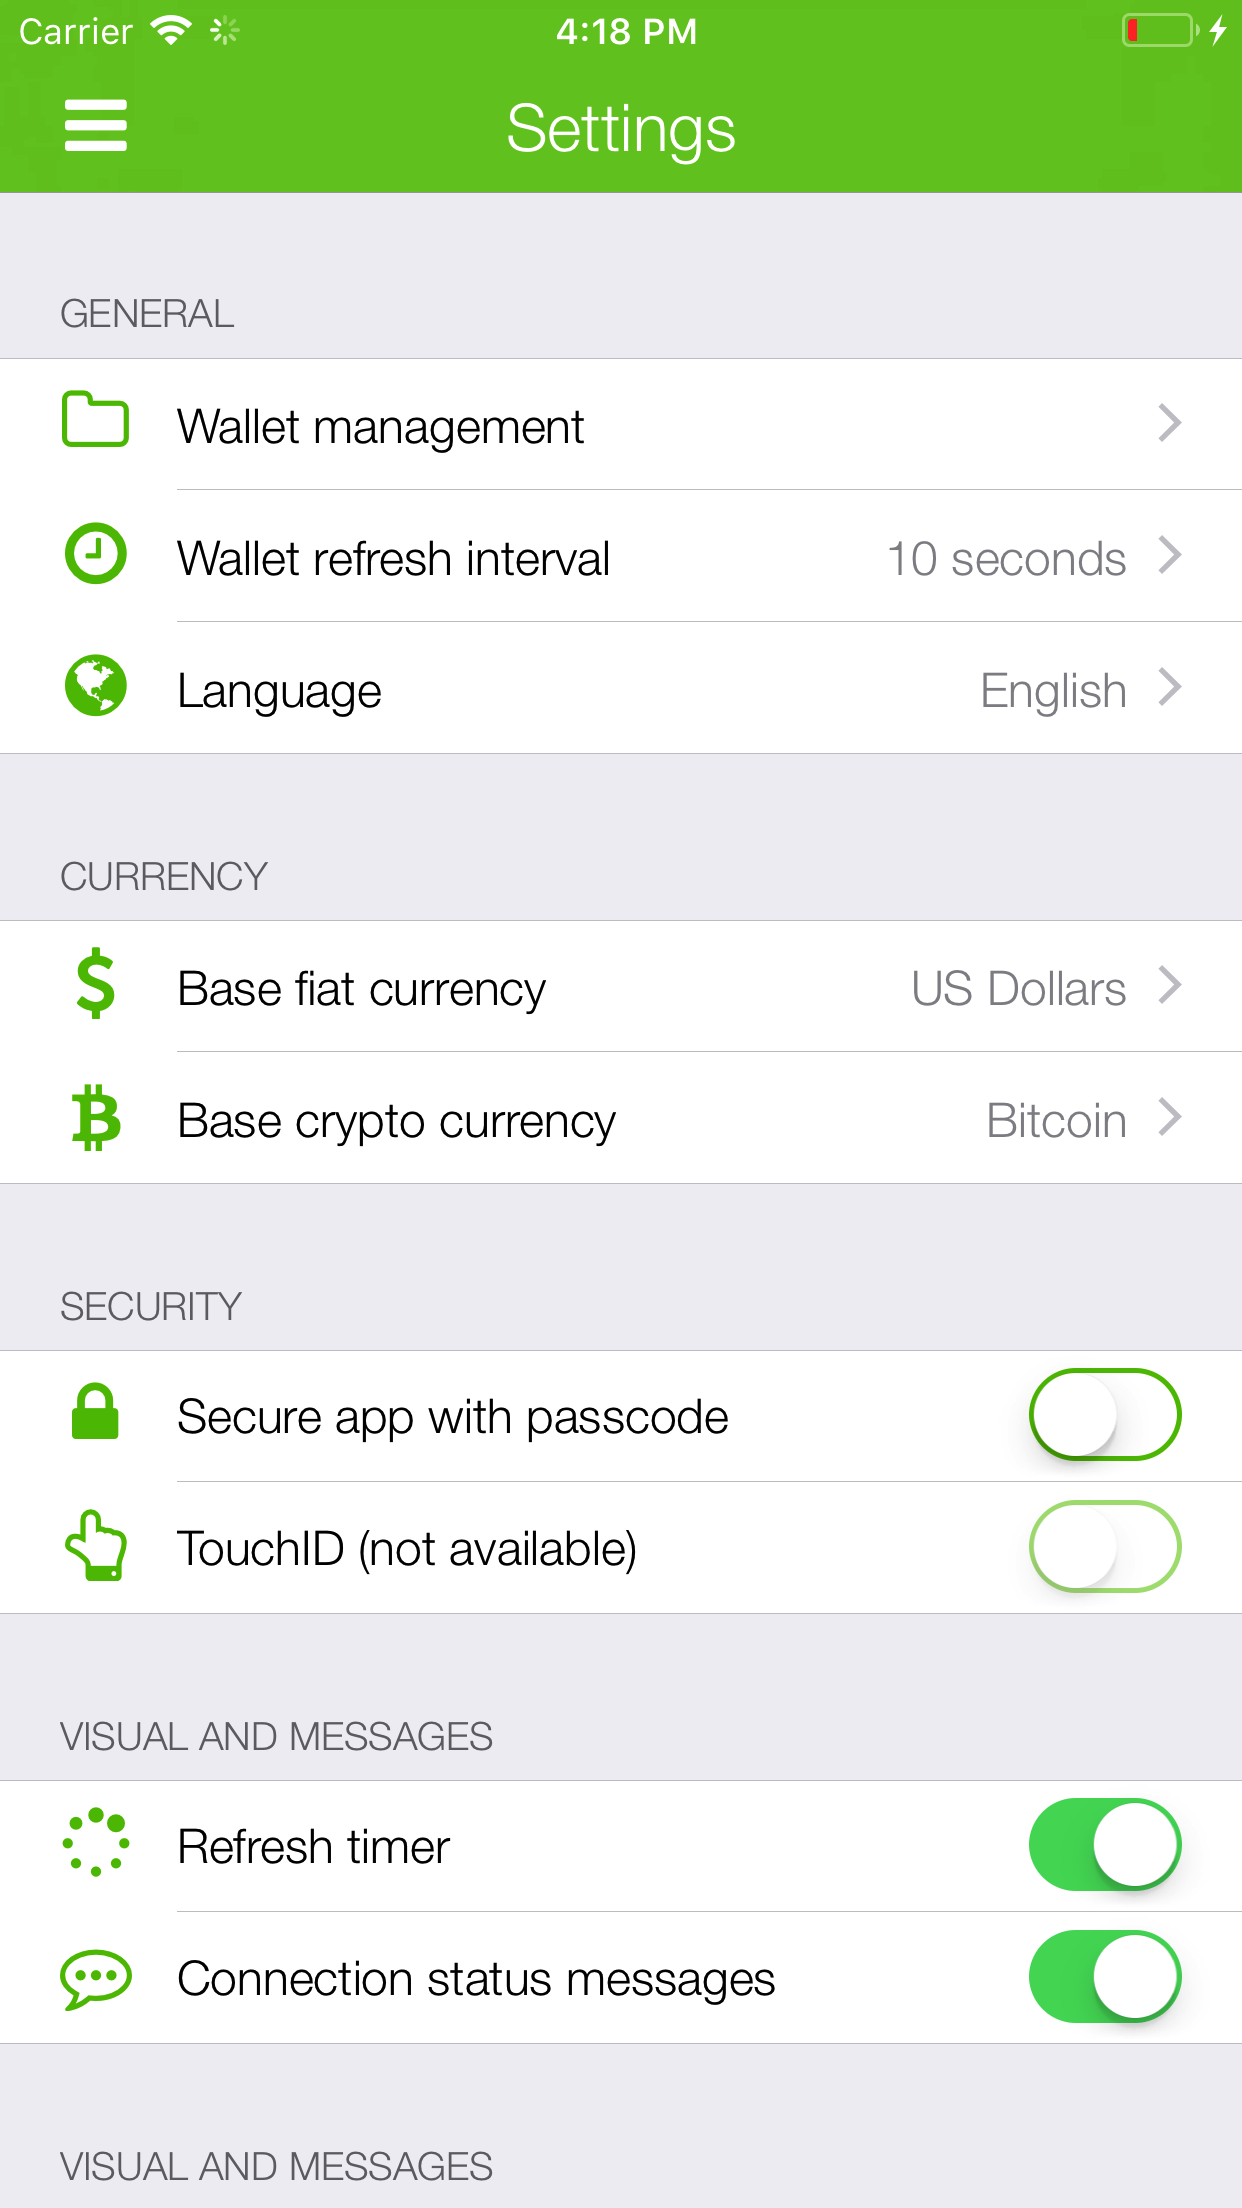 Carrier 4:18 PM
Settings
GENERAL
Wallet management
Wallet refresh interval 10 seconds
Language English
CURRENCY
Base fiat currency US Dollars
Base crypto currency Bitcoin
SECURITY
Secure app with passcode
TouchID (not available)
VISUAL AND MESSAGES
Refresh timer
Connection status messages
VISUAL AND MESSAGES